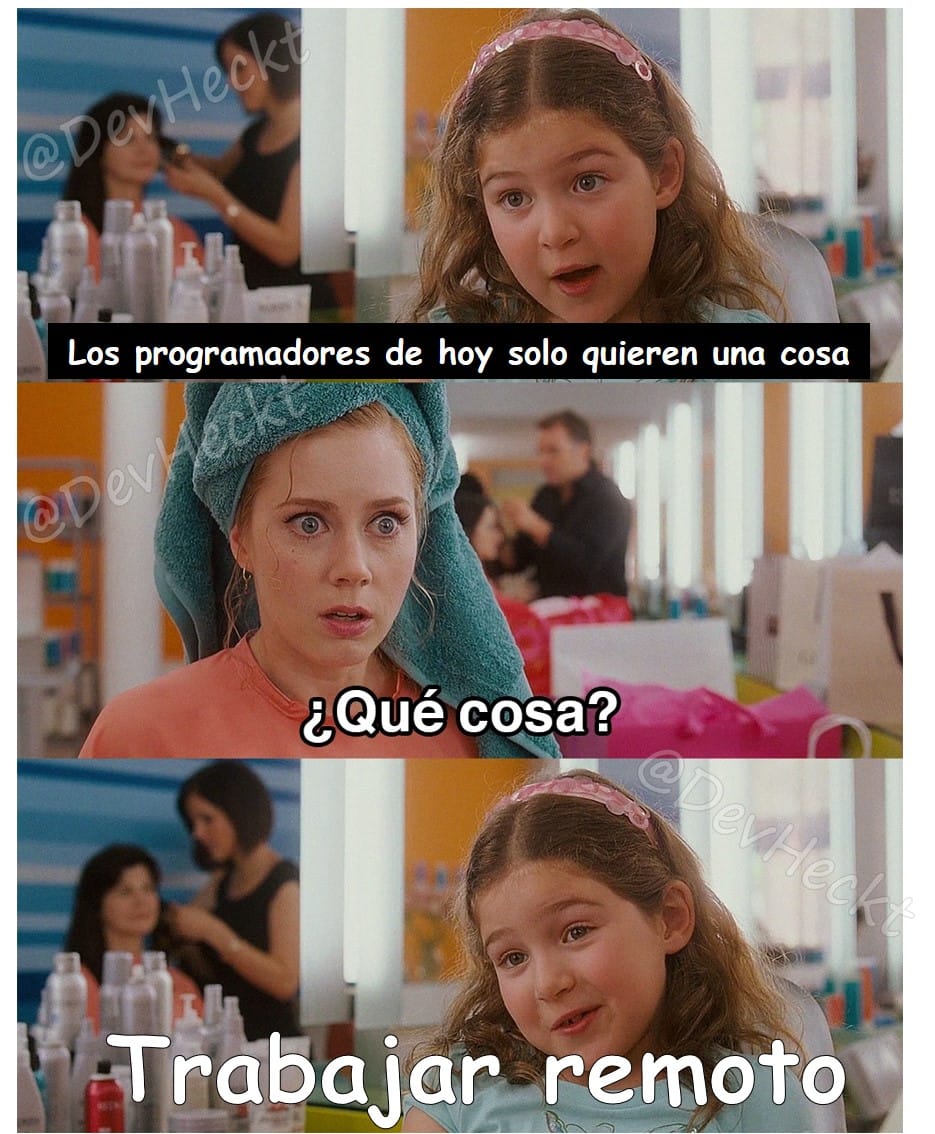 @DevHeckt
Los programadores de hoy solo quieren una cosa
@DevHeckt
¿Qué cosa?
@DevHeckt
Trabajar remoto